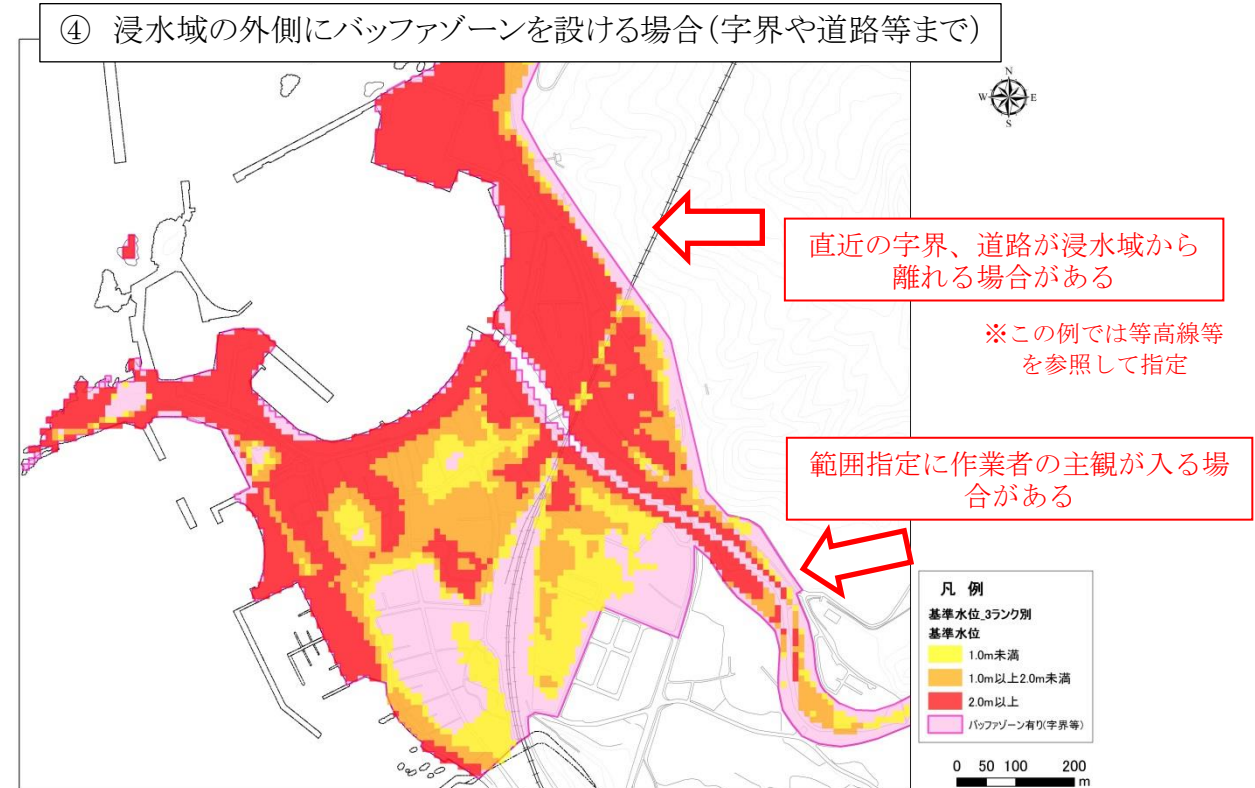 ④ 浸水域の外側にバッファゾーンを設ける場合(字界や道路等まで)
N
W
E
S
直近の字界、道路が浸水域から
離れる場合がある
※この例では等高線等
を参照して指定
範囲指定に作業者の主観が入る場
合がある
凡 例
基準水位_3ランク別
基準水位
1.0m未満
1.0m以上2.0m未満
2.0m以上
バッファゾーン有り(字界等)
0 50 100 200
m